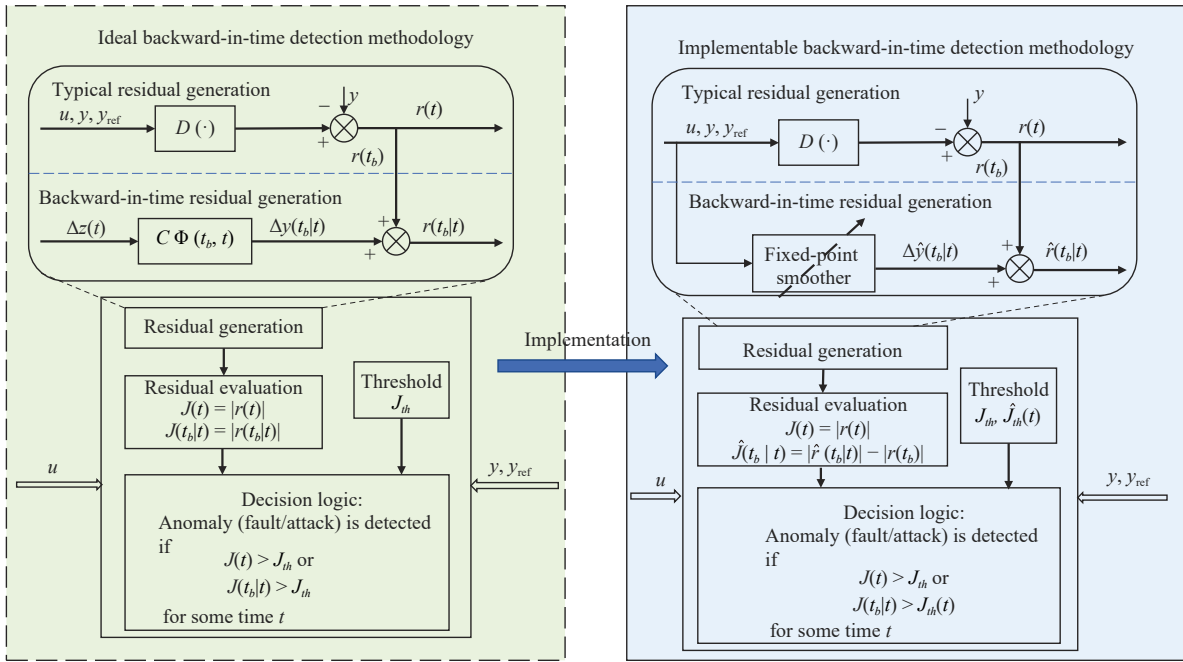 Ideal backward-in-time detection methodology
Typical residual generation
u, y, y_ref
D (·)
−
y
+
r(t)
r(t_b)
Backward-in-time residual generation
Δz(t)
C Φ (t_b, t)
Δy(t_b|t)
+
+
r(t_b|t)
Residual generation
Residual evaluation
J(t) = |r(t)|
J(t_b|t) = |r(t_b|t)|
Threshold
J_th
u
y, y_ref
Decision logic:
Anomaly (fault/attack) is detected
if
J(t) > J_th or
J(t_b|t) > J_th
for some time t
Implementation
Implementable backward-in-time detection methodology
Typical residual generation
u, y, y_ref
D (·)
−
y
+
r(t)
r(t_b)
Backward-in-time residual generation
Fixed-point
smoother
Δŷ(t_b|t)
+
+
r̂(t_b|t)
Residual generation
Residual evaluation
J(t) = |r(t)|
Ĵ(t_b | t) = |r̂ (t_b|t)| − |r(t_b)|
Threshold
J_th, Ĵ_th(t)
u
y, y_ref
Decision logic:
Anomaly (fault/attack) is detected
if
J(t) > J_th or
J(t_b|t) > J_th(t)
for some time t